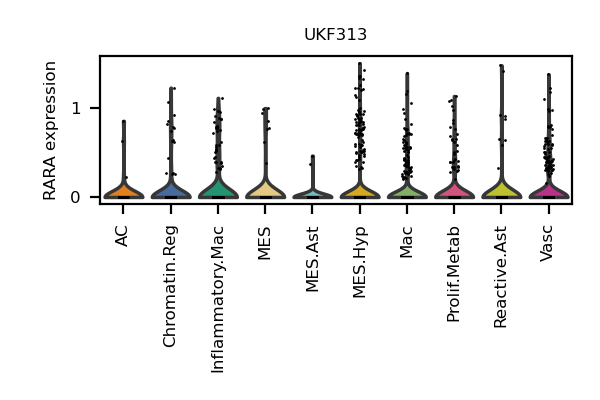 UKF313
RARA expression
1
0
AC
Chromatin.Reg
Inflammatory.Mac
MES
MES.Ast
MES.Hyp
Mac
Prolif.Metab
Reactive.Ast
Vasc